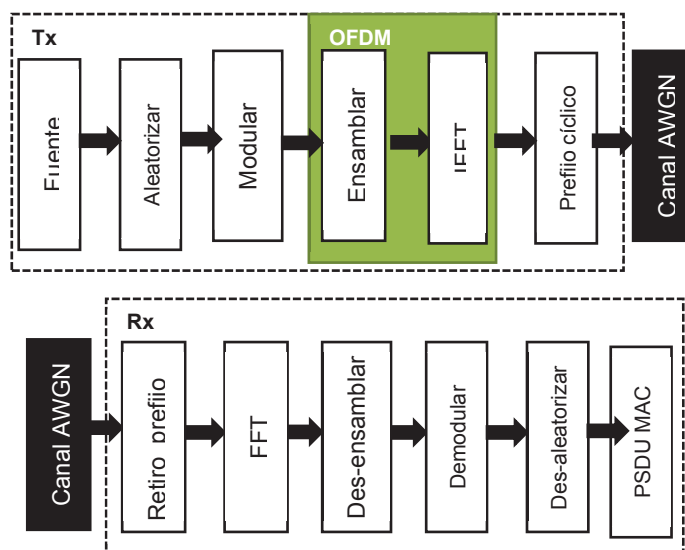 Tx
OFDM
Fuente
Aleatorizar
Modular
Ensamblar
IFFT
Prefijo cíclico
Canal AWGN
Rx
Canal AWGN
Retiro prefijo
FFT
Des-ensamblar
Demodular
Des-aleatorizar
PSDU MAC